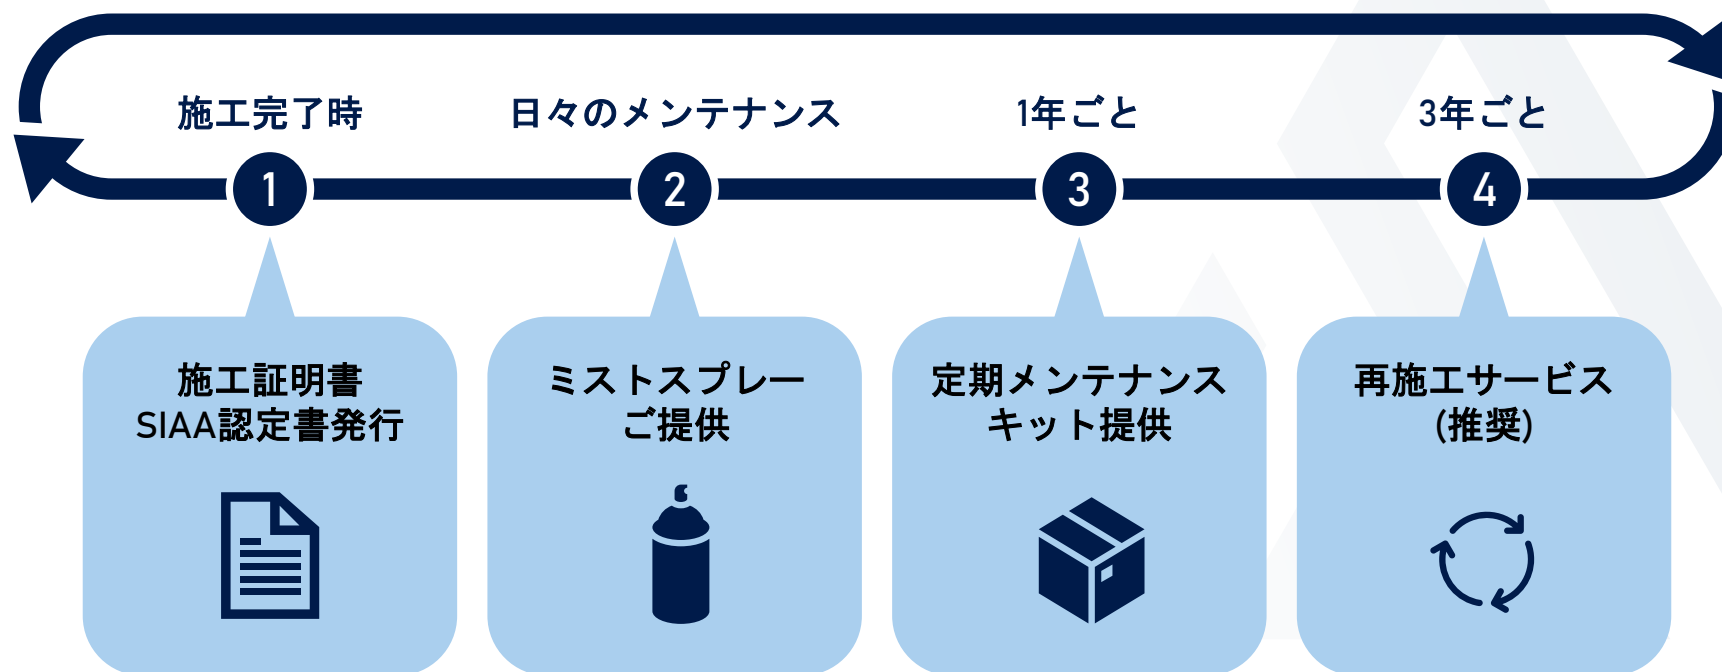 施工完了時
日々のメンテナンス
1年ごと
3年ごと
1
2
3
4
施工証明書
SIAA認定書発行
ミストスプレー
ご提供
定期メンテナンス
キット提供
再施工サービス
(推奨)